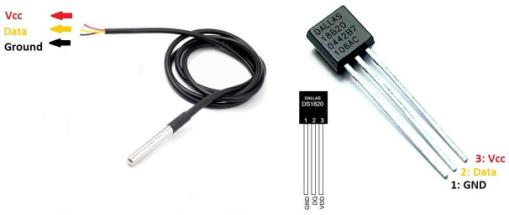 Vcc
Data
Ground
DALLAS
18B20
0442B7
106AC
DALLAS
DS1820
1 2 3
GND
DQ
VDD
3: Vcc
2: Data
1: GND